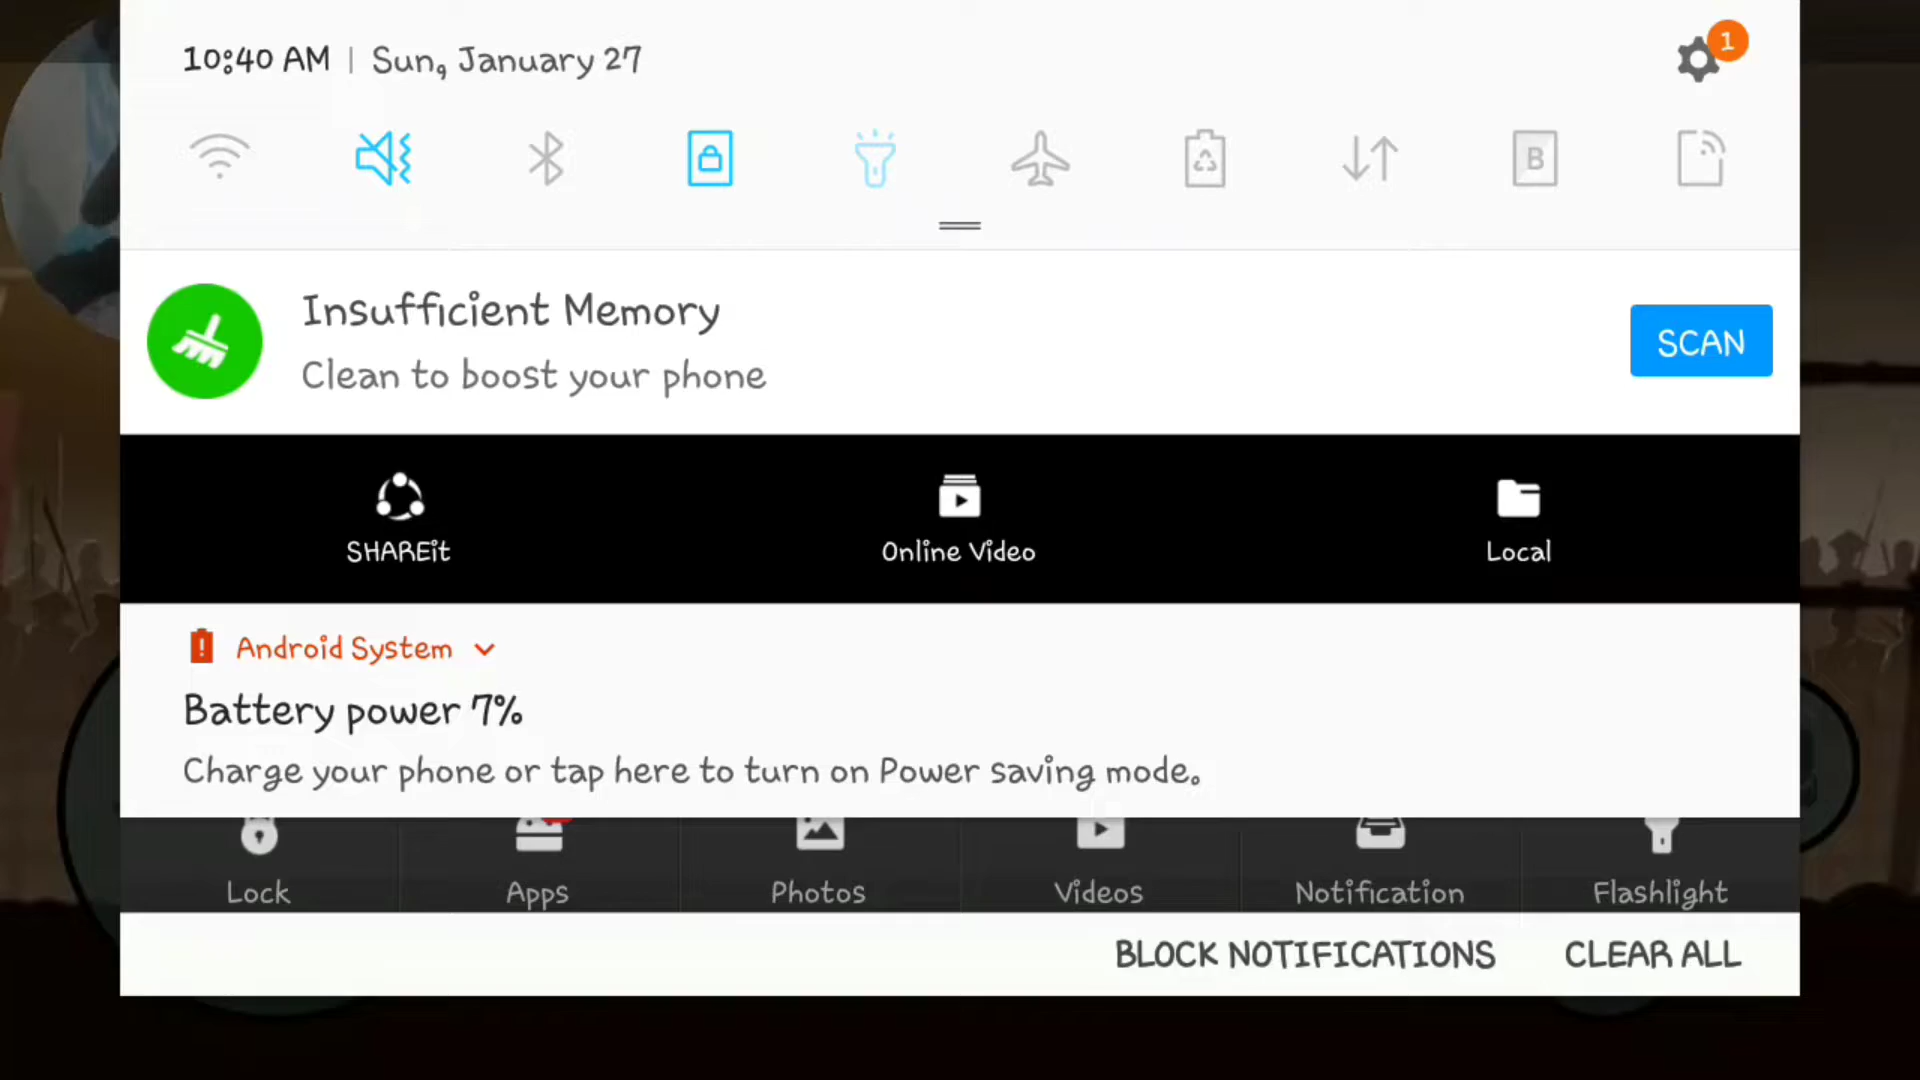 10:40 AM | Sun, January 27
1
B
Insufficient Memory
Clean to boost your phone
SCAN
SHAREit
Online Video
Local
Android System
Battery power 7%
Charge your phone or tap here to turn on Power saving mode.
Lock
Apps
Photos
Videos
Notification
Flashlight
BLOCK NOTIFICATIONS
CLEAR ALL